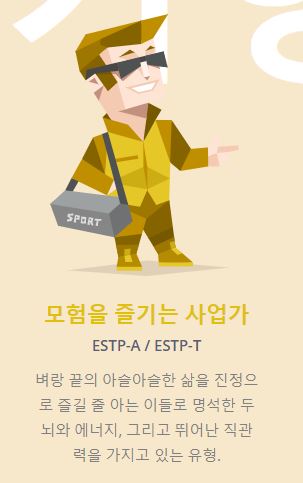 SPORT
모험을 즐기는 사업가
ESTP-A / ESTP-T
벼랑 끝의 아슬아슬한 삶을 진정으
로 즐길 줄 아는 이들로 명석한 두
뇌와 에너지, 그리고 뛰어난 직관
력을 가지고 있는 유형.